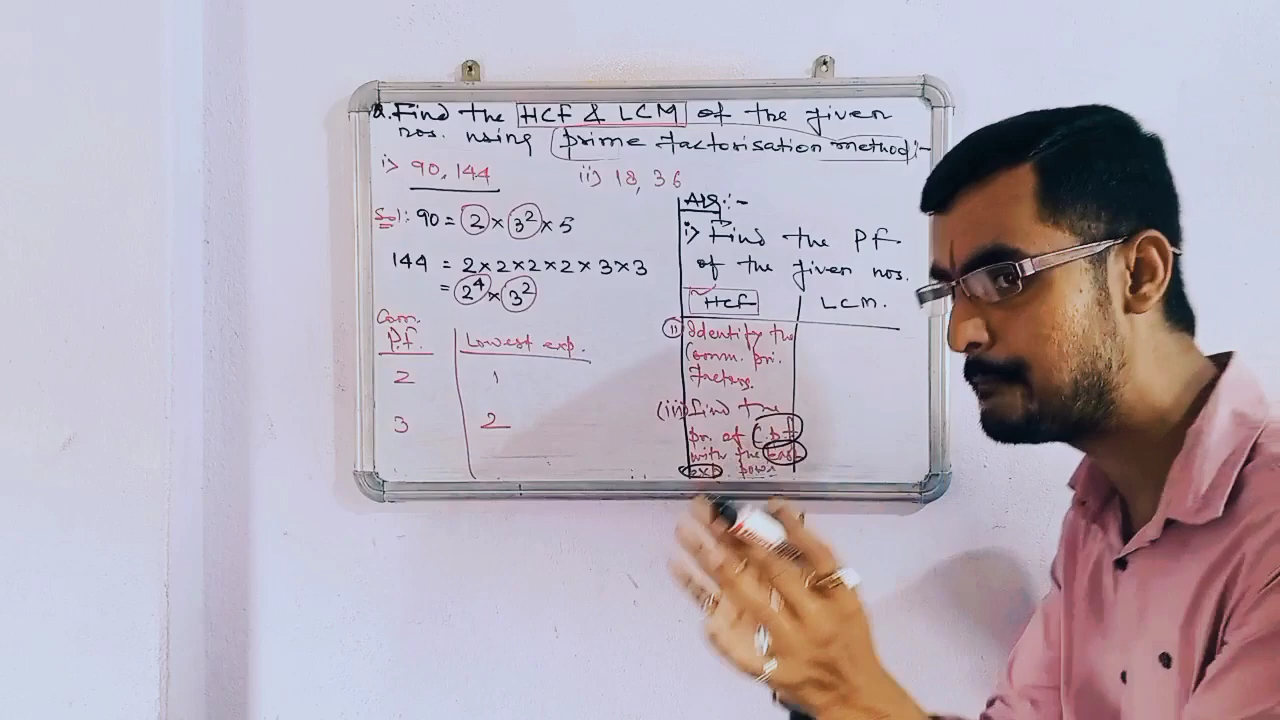 Q. Find the HCF & LCM of the given
nos. using prime factorisation method:-
i) 90, 144
ii) 18, 36
Sol: 90 = 2 × 3² × 5
144 = 2×2×2×2×3×3
= 2⁴ × 3²
Com.
P.f.
Lowest exp.
2 1
3 2
Alg:-
i) Find the P.F.
of the given nos.
HCF
LCM.
ii) Identify the
Comm. pri.
factors.
(iii) Find the
pr. of C.p.f
with the
exp. power